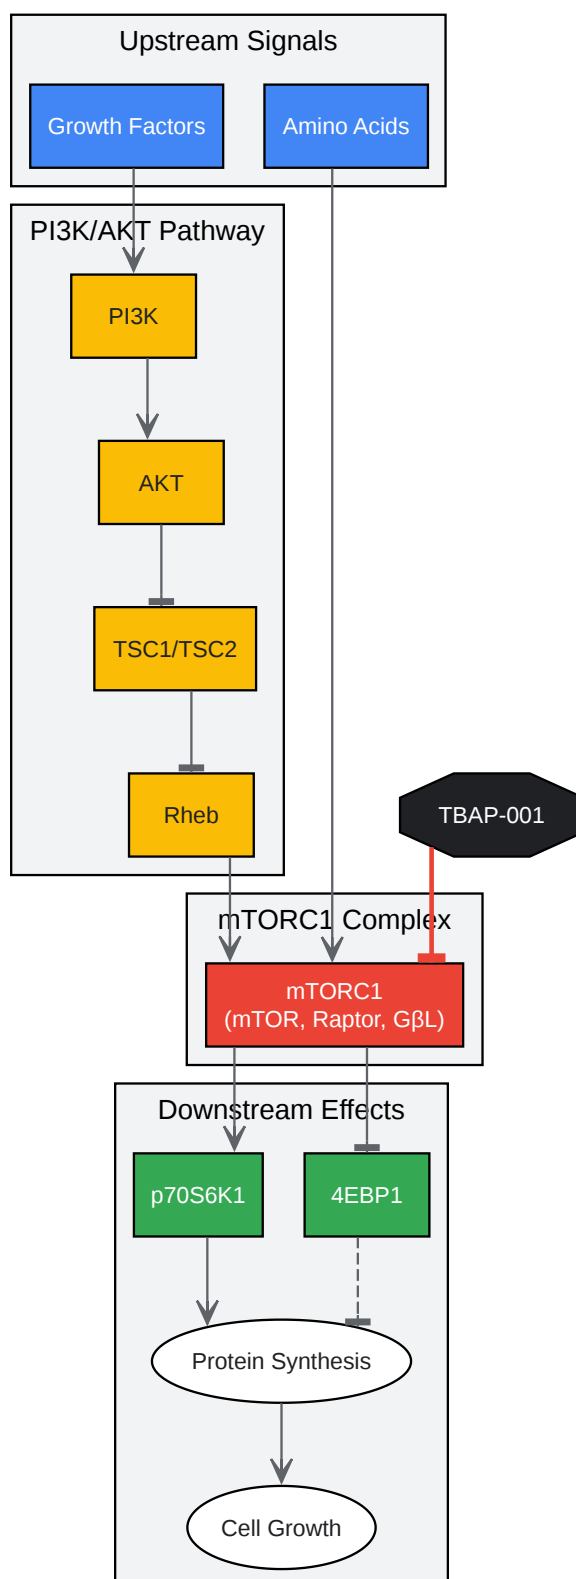 Upstream Signals
Growth Factors
Amino Acids
PI3K/AKT Pathway
PI3K
AKT
TSC1/TSC2
Rheb
TBAP-001
mTORC1 Complex
mTORC1
(mTOR, Raptor, GβL)
Downstream Effects
p70S6K1
4EBP1
Protein Synthesis
Cell Growth